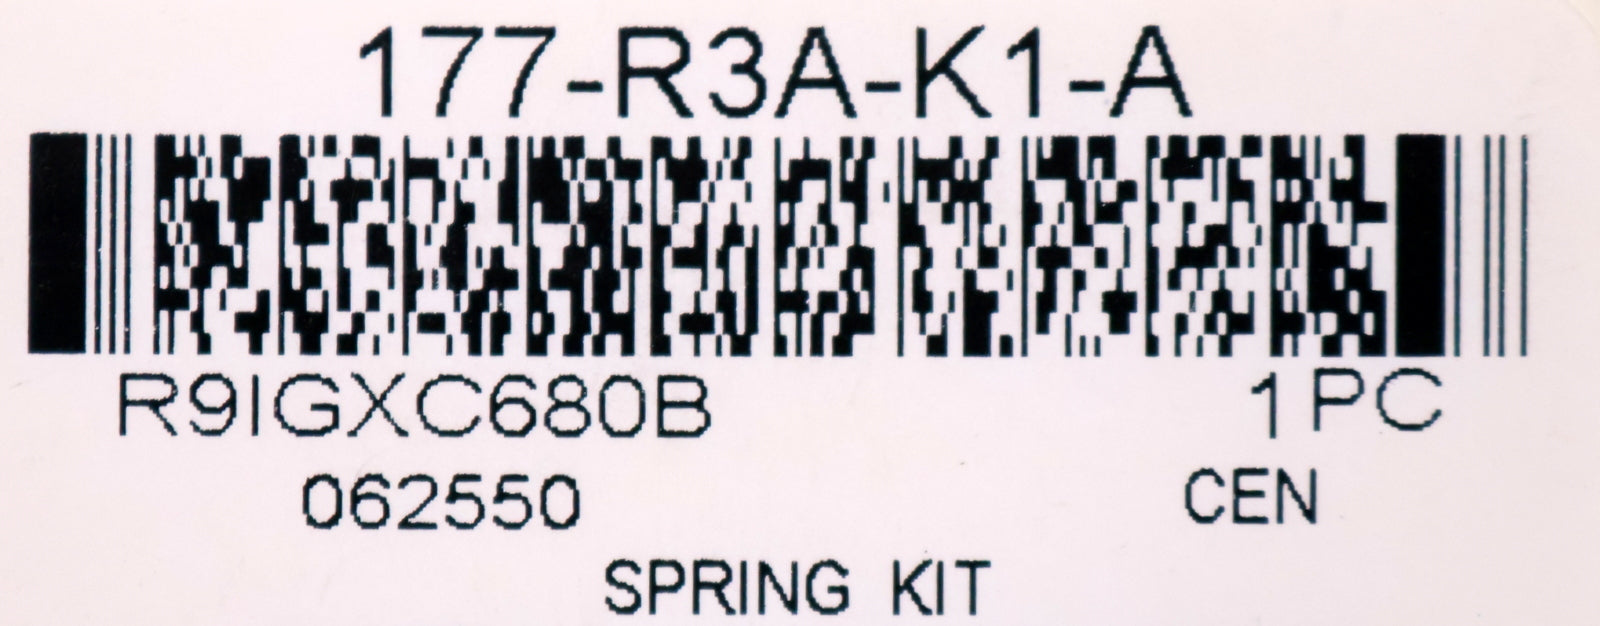 177-R3A-K1-A
R9IGXC680B 1PC
062550 CEN
SPRING KIT